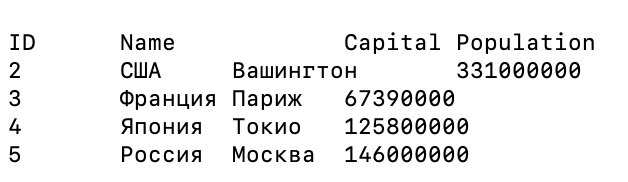 ID Name Capital Population
2 США Вашингтон 331000000
3 Франция Париж 67390000
4 Япония Токио 125800000
5 Россия Москва 146000000